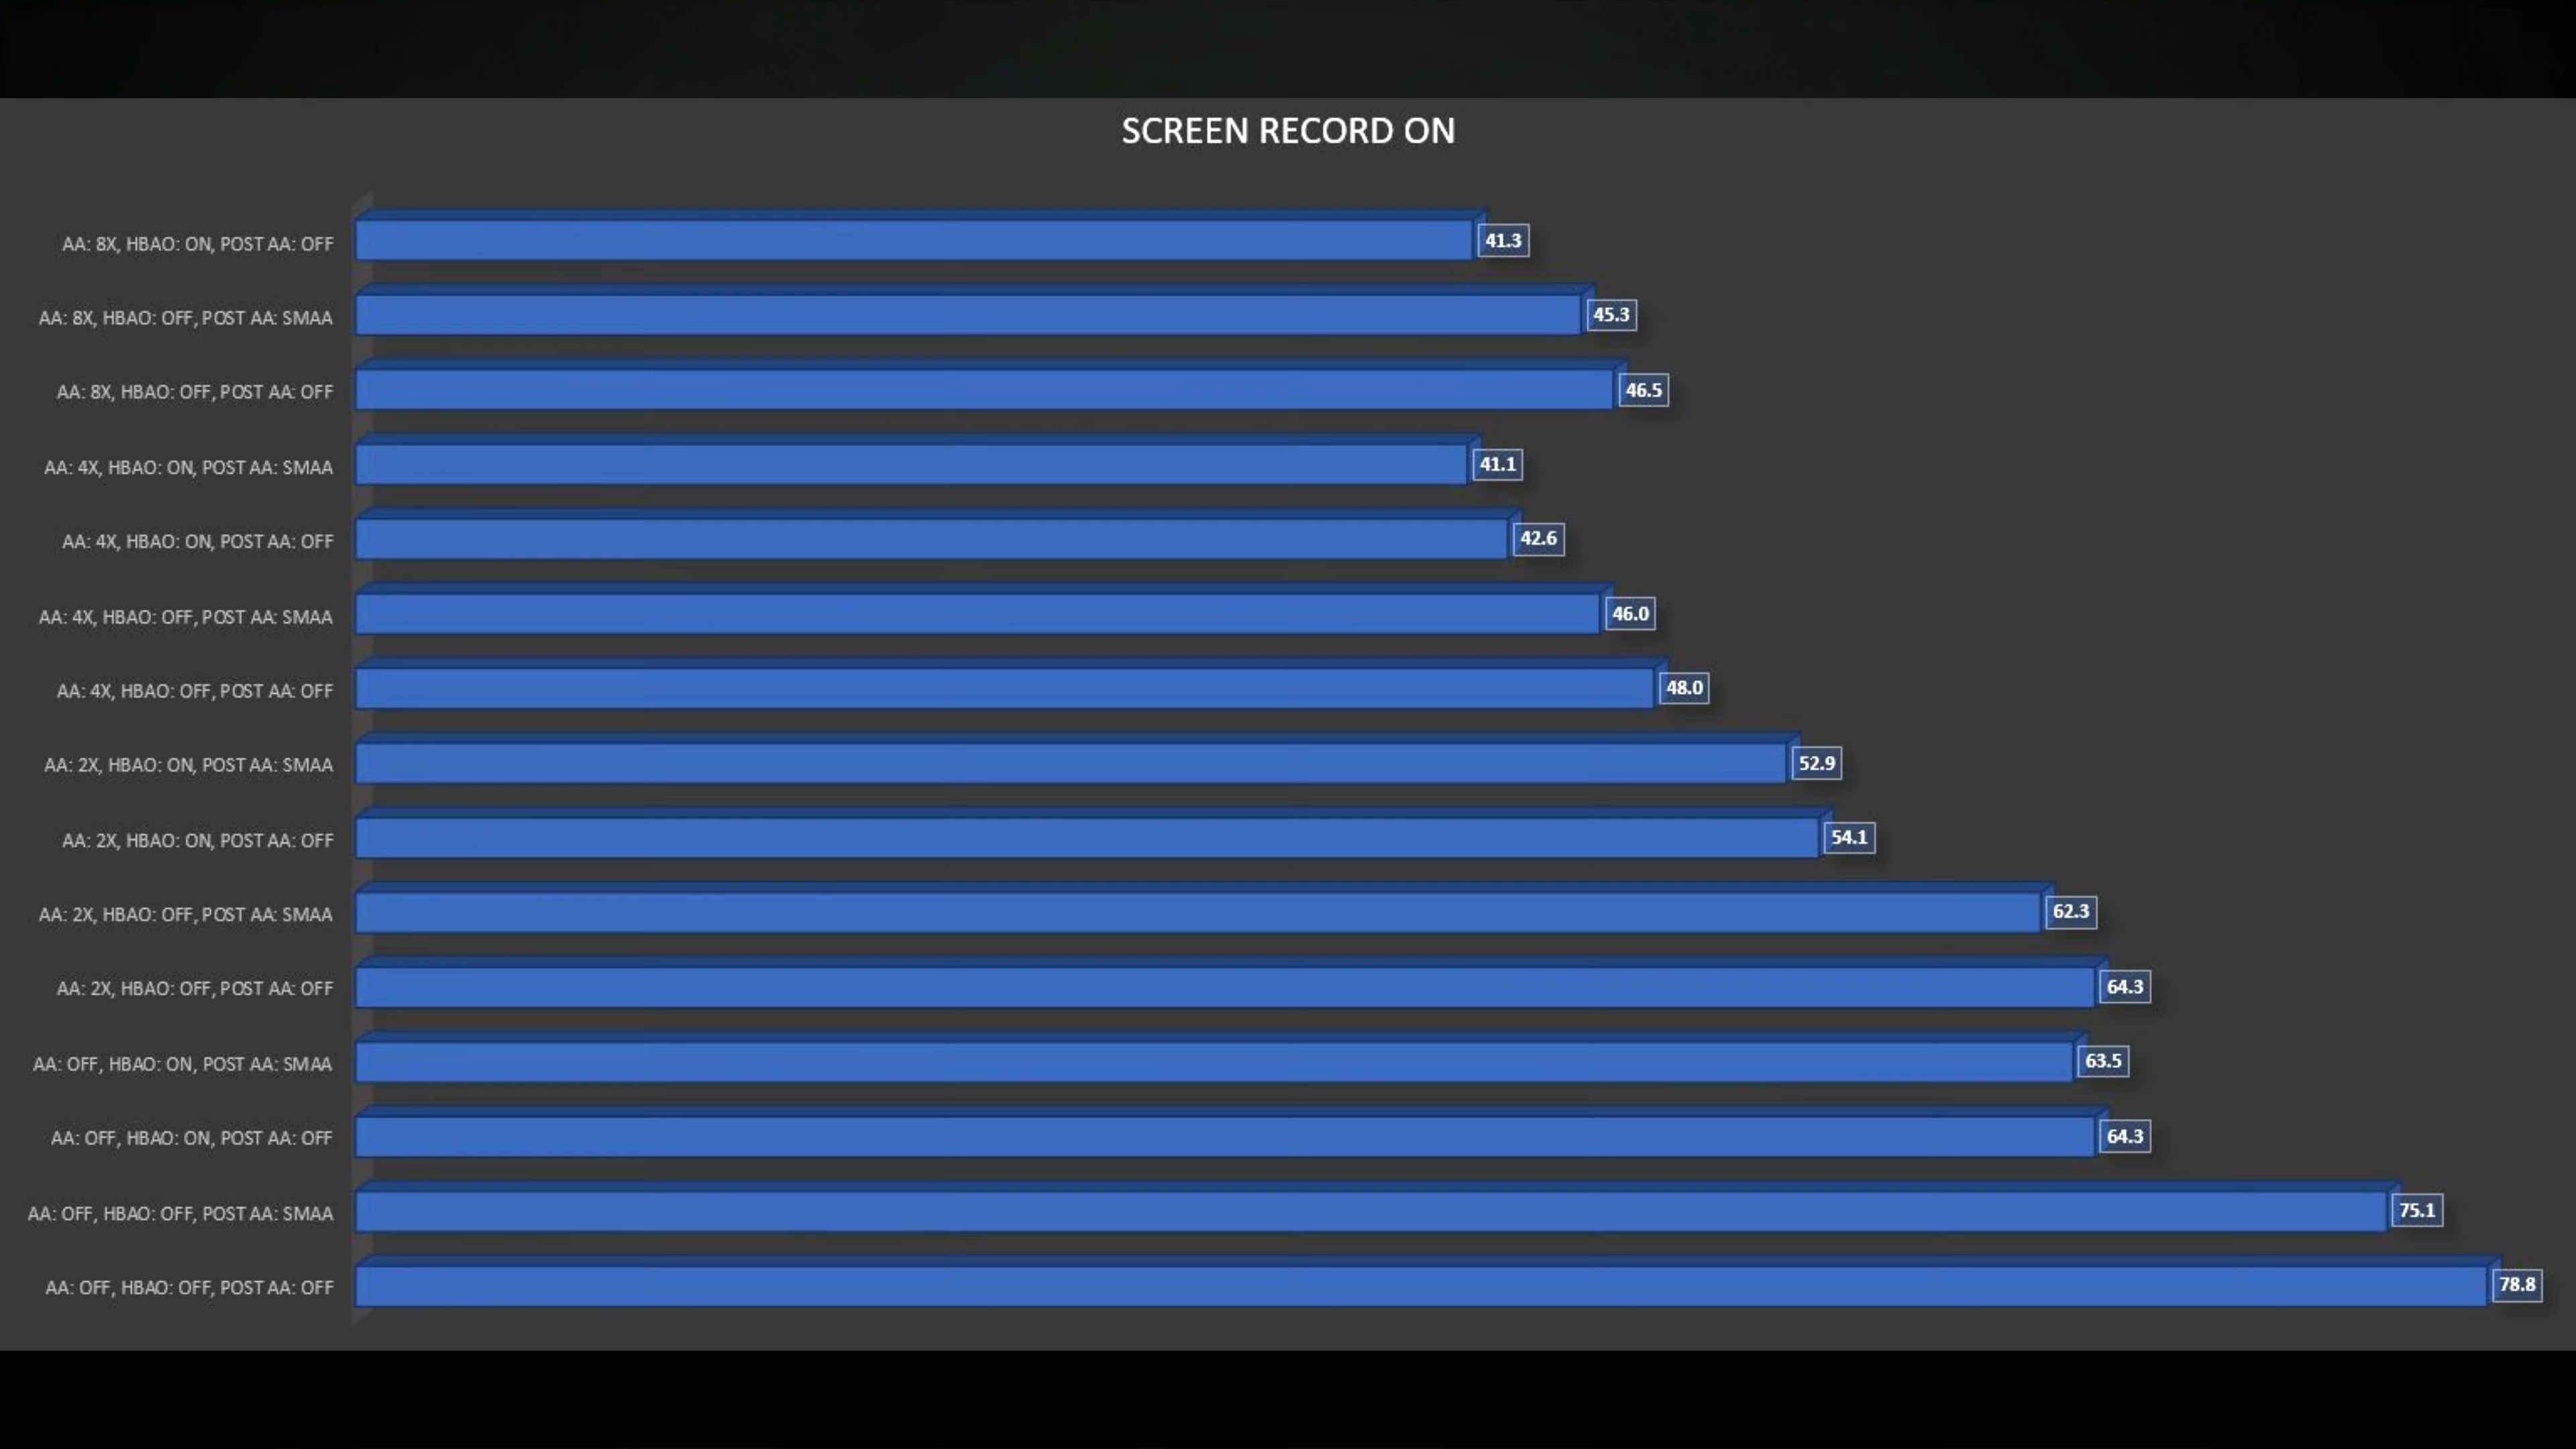 SCREEN RECORD ON
AA: 8X, HBAO: ON, POST AA: OFF 41.3
AA: 8X, HBAO: OFF, POST AA: SMAA 45.3
AA: 8X, HBAO: OFF, POST AA: OFF 46.5
AA: 4X, HBAO: ON, POST AA: SMAA 41.1
AA: 4X, HBAO: ON, POST AA: OFF 42.6
AA: 4X, HBAO: OFF, POST AA: SMAA 46.0
AA: 4X, HBAO: OFF, POST AA: OFF 48.0
AA: 2X, HBAO: ON, POST AA: SMAA 52.9
AA: 2X, HBAO: ON, POST AA: OFF 54.1
AA: 2X, HBAO: OFF, POST AA: SMAA 62.3
AA: 2X, HBAO: OFF, POST AA: OFF 64.3
AA: OFF, HBAO: ON, POST AA: SMAA 63.5
AA: OFF, HBAO: ON, POST AA: OFF 64.3
AA: OFF, HBAO: OFF, POST AA: SMAA 75.1
AA: OFF, HBAO: OFF, POST AA: OFF 78.8